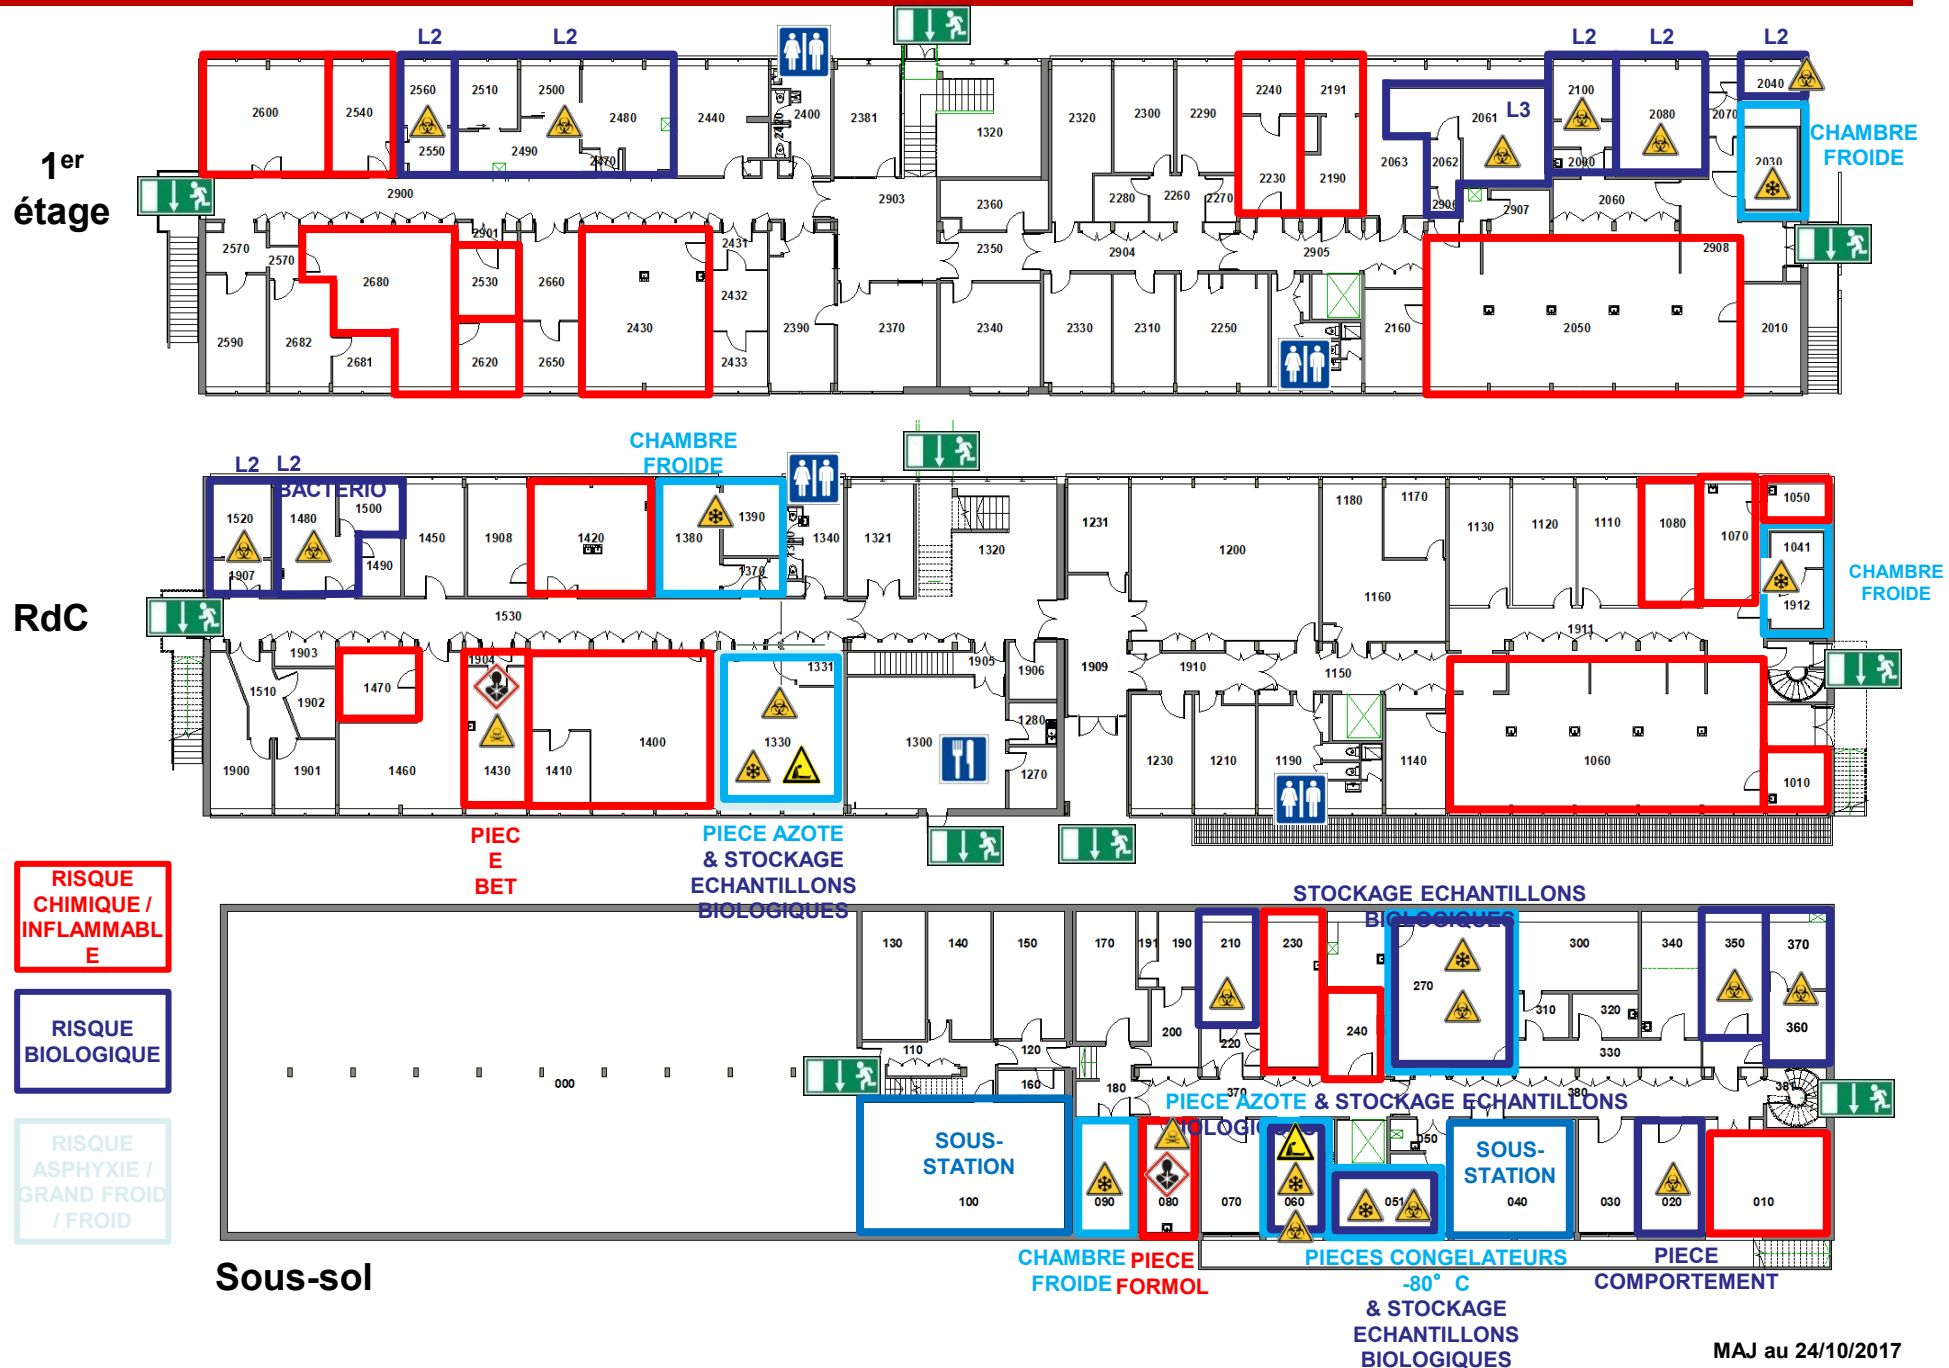 L2
L2
L2
L2
L2
2600
2540
2560
2550
2510
2500
2490
2480
2470
2440
2420
2400
2381
1320
2320
2300
2290
2240
2191
2061
L3
2100
2080
2070
2040
CHAMBRE
FROIDE
1er
étage
2900
2903
2360
2280
2260
2270
2230
2190
2063
2062
2000
2030
2906
2907
2060
2570
2570
2901
2431
2350
2904
2905
2908
2680
2530
2660
2432
2590
2682
2681
2620
2650
2430
2433
2390
2370
2340
2330
2310
2250
2160
2050
2010
CHAMBRE
FROIDE
L2
L2
BACTERIO
1520
1480
1500
1450
1908
1420
1380
1390
1340
1321
1320
1231
1200
1180
1170
1130
1120
1110
1080
1070
1050
1907
1490
1370
1160
1041
1912
CHAMBRE
FROIDE
RdC
1530
1911
1903
1904
1331
1905
1906
1909
1910
1150
1510
1470
1902
1900
1901
1460
1430
1410
1400
1330
1300
1280
1270
1230
1210
1190
1140
1060
1010
PIEC
E
BET
PIECE AZOTE
& STOCKAGE
ECHANTILLONS
BIOLOGIQUES
RISQUE
CHIMIQUE /
INFLAMMABL
E
RISQUE
BIOLOGIQUE
RISQUE
ASPHYXIE /
GRAND FROID
/ FROID
STOCKAGE ECHANTILLONS
BIOLOGIQUES
130
140
150
170
191
190
210
230
270
300
340
350
370
200
220
240
310
320
360
110
120
330
000
160
180
370
380
381
PIECE AZOTE & STOCKAGE ECHANTILLONS
BIOLOGIQUES
SOUS-
STATION
100
090
080
070
060
050
051
SOUS-
STATION
040
030
020
010
CHAMBRE
FROIDE
PIECE
FORMOL
PIECES CONGELATEURS
-80° C
& STOCKAGE
ECHANTILLONS
BIOLOGIQUES
PIECE
COMPORTEMENT
Sous-sol
MAJ au 24/10/2017